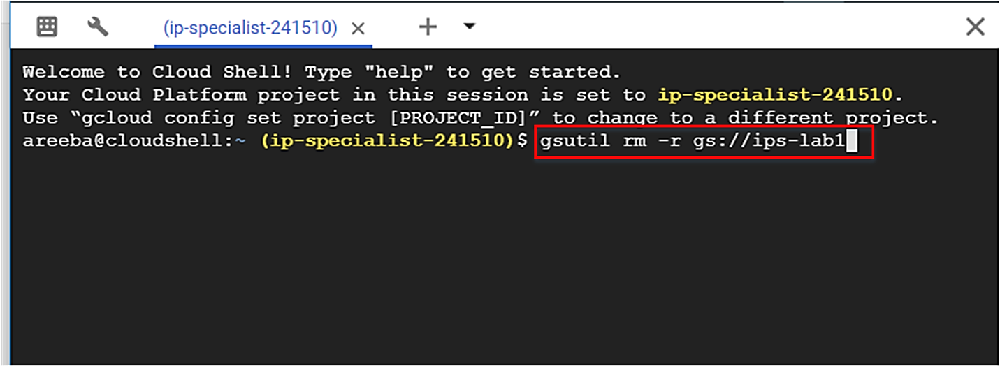 (ip-specialist-241510)
Welcome to Cloud Shell! Type "help" to get started.
Your Cloud Platform project in this session is set to ip-specialist-241510.
Use “gcloud config set project [PROJECT_ID]” to change to a different project.
areeba@cloudshell:~ (ip-specialist-241510)$ gsutil rm -r gs://ips-lab1